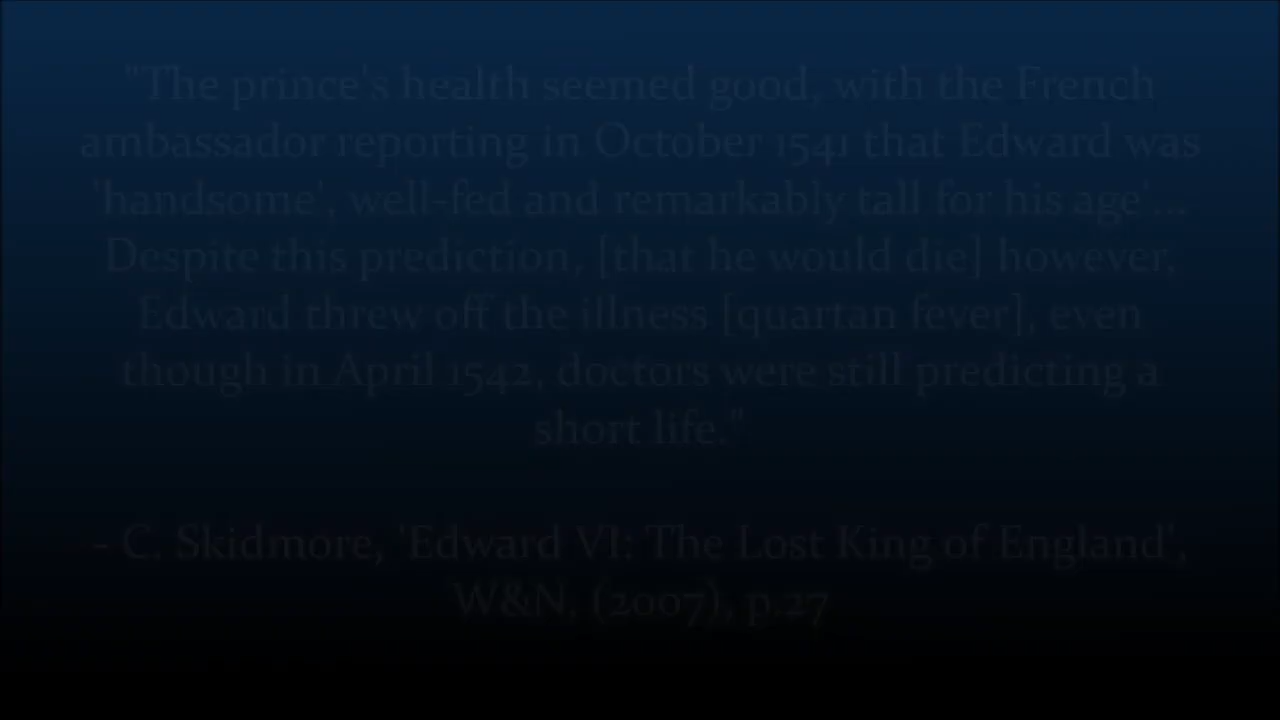 "The prince's health seemed good, with the French
ambassador reporting in October 1541 that Edward was
'handsome', well-fed and remarkably tall for his age'...
Despite this prediction, [that he would die] however,
Edward threw off the illness [quartan fever], even
though in April 1542, doctors were still predicting a
short life."
- C. Skidmore, 'Edward VI: The Lost King of England',
W&N, (2007), p.27